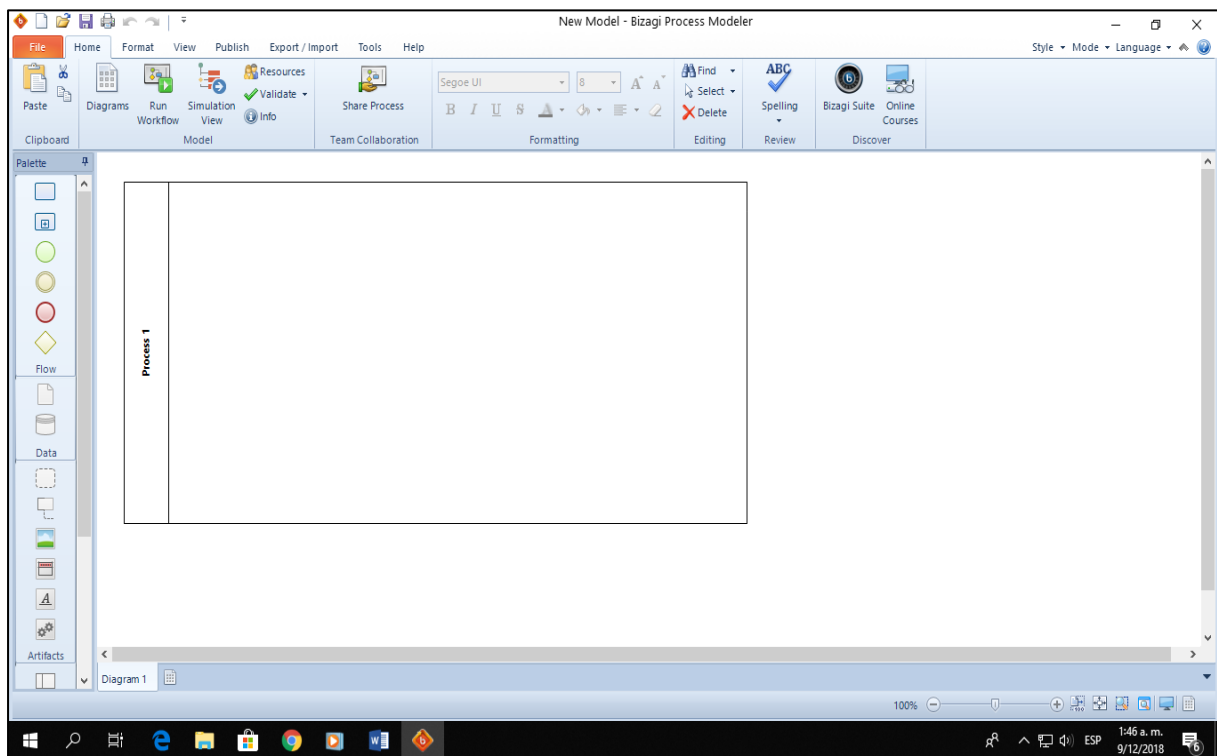 New Model - Bizagi Process Modeler
File Home Format View Publish Export / Import Tools Help Style Mode Language
Paste
Clipboard
Diagrams
Run Workflow
Simulation View
Resources
Validate
Info
Model
Share Process
Team Collaboration
Segoe UI 8 A A
B I U S A
Formatting
Find
Select
Delete
Editing
ABC
Spelling
Review
Bizagi Suite
Online Courses
Discover
Palette
Flow
Data
A
Artifacts
Process 1
Diagram 1
100%
ESP
1:46 a. m.
9/12/2018
6